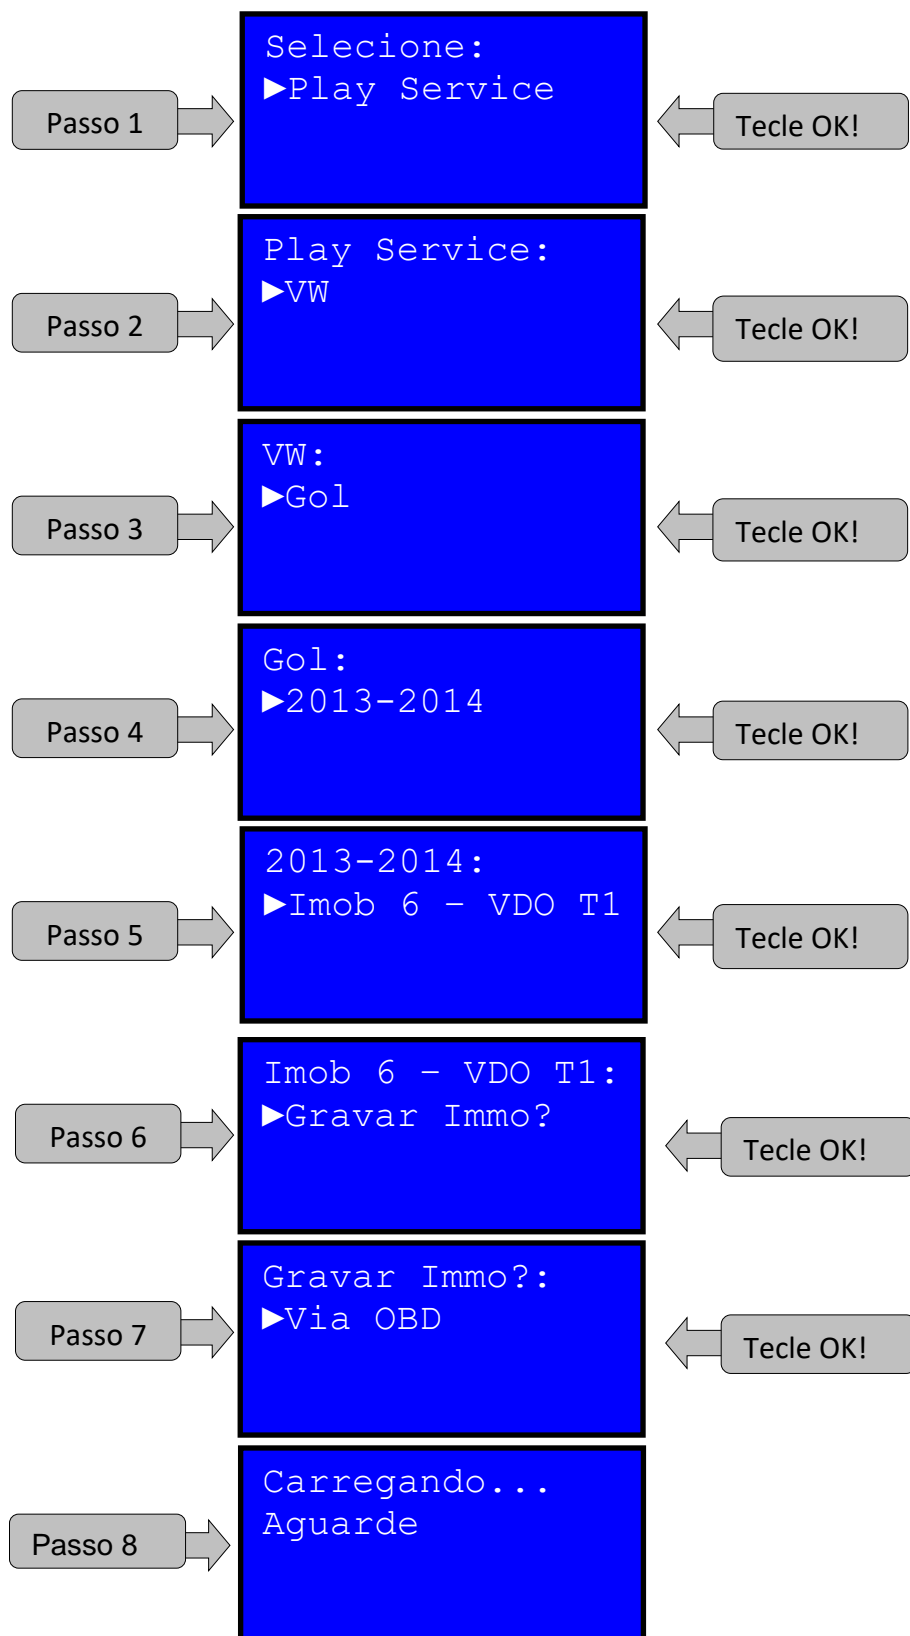 Selecione:
►Play Service
Passo 1
Tecle OK!
Play Service:
►VW
Passo 2
Tecle OK!
VW:
►Gol
Passo 3
Tecle OK!
Gol:
►2013-2014
Passo 4
Tecle OK!
2013-2014:
►Imob 6 – VDO T1
Passo 5
Tecle OK!
Imob 6 – VDO T1:
►Gravar Immo?
Passo 6
Tecle OK!
Gravar Immo?:
►Via OBD
Passo 7
Tecle OK!
Carregando...
Aguarde
Passo 8